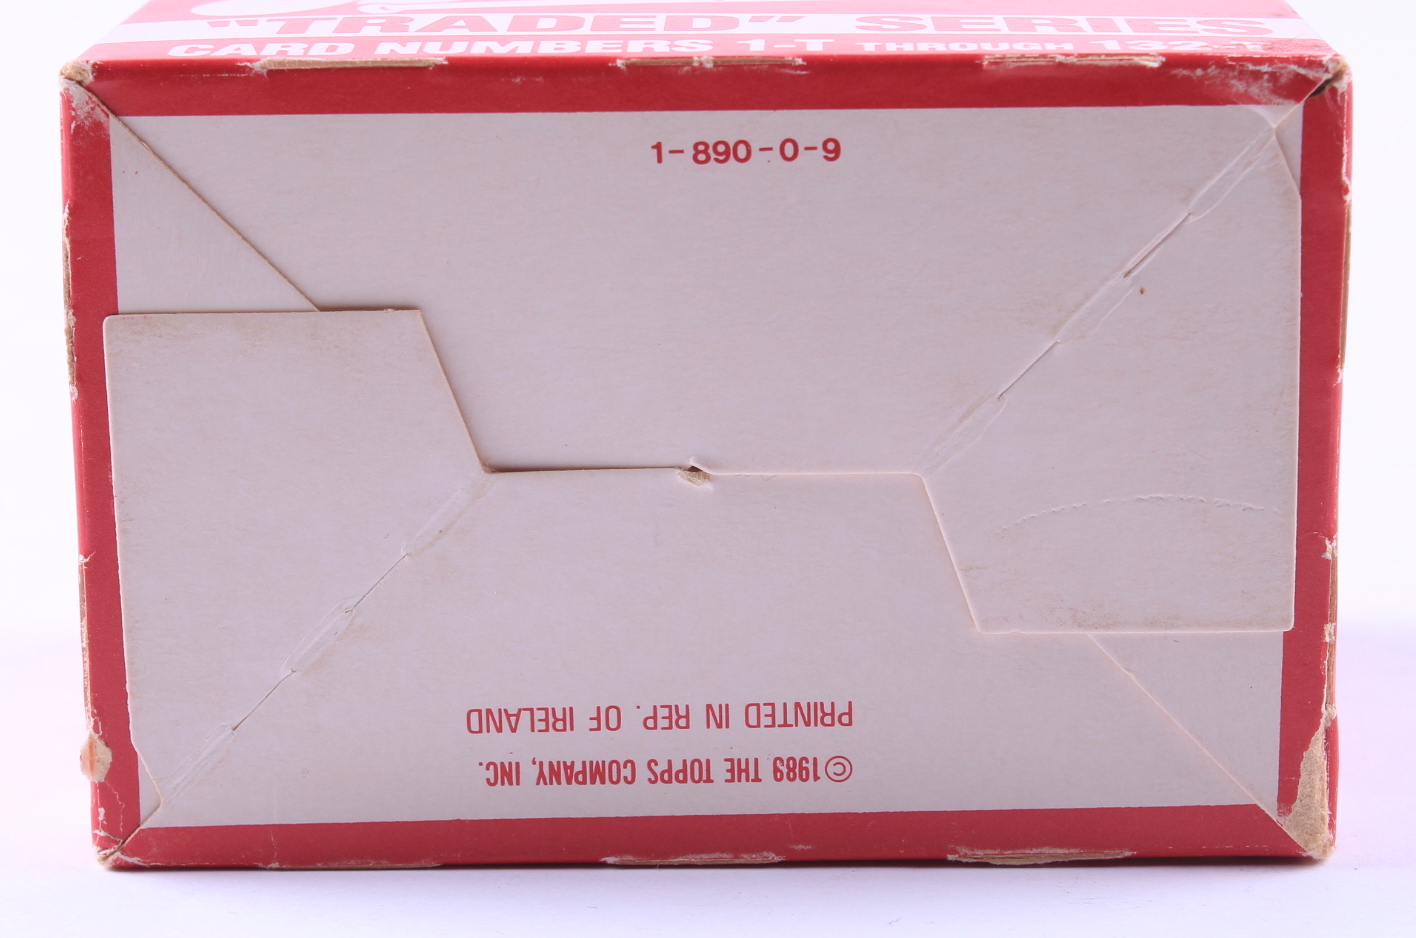 "TRADED" SERIES
CARD NUMBERS 1-T THROUGH 132-T
1-890-0-9
©1989 THE TOPPS COMPANY, INC.
PRINTED IN REP. OF IRELAND